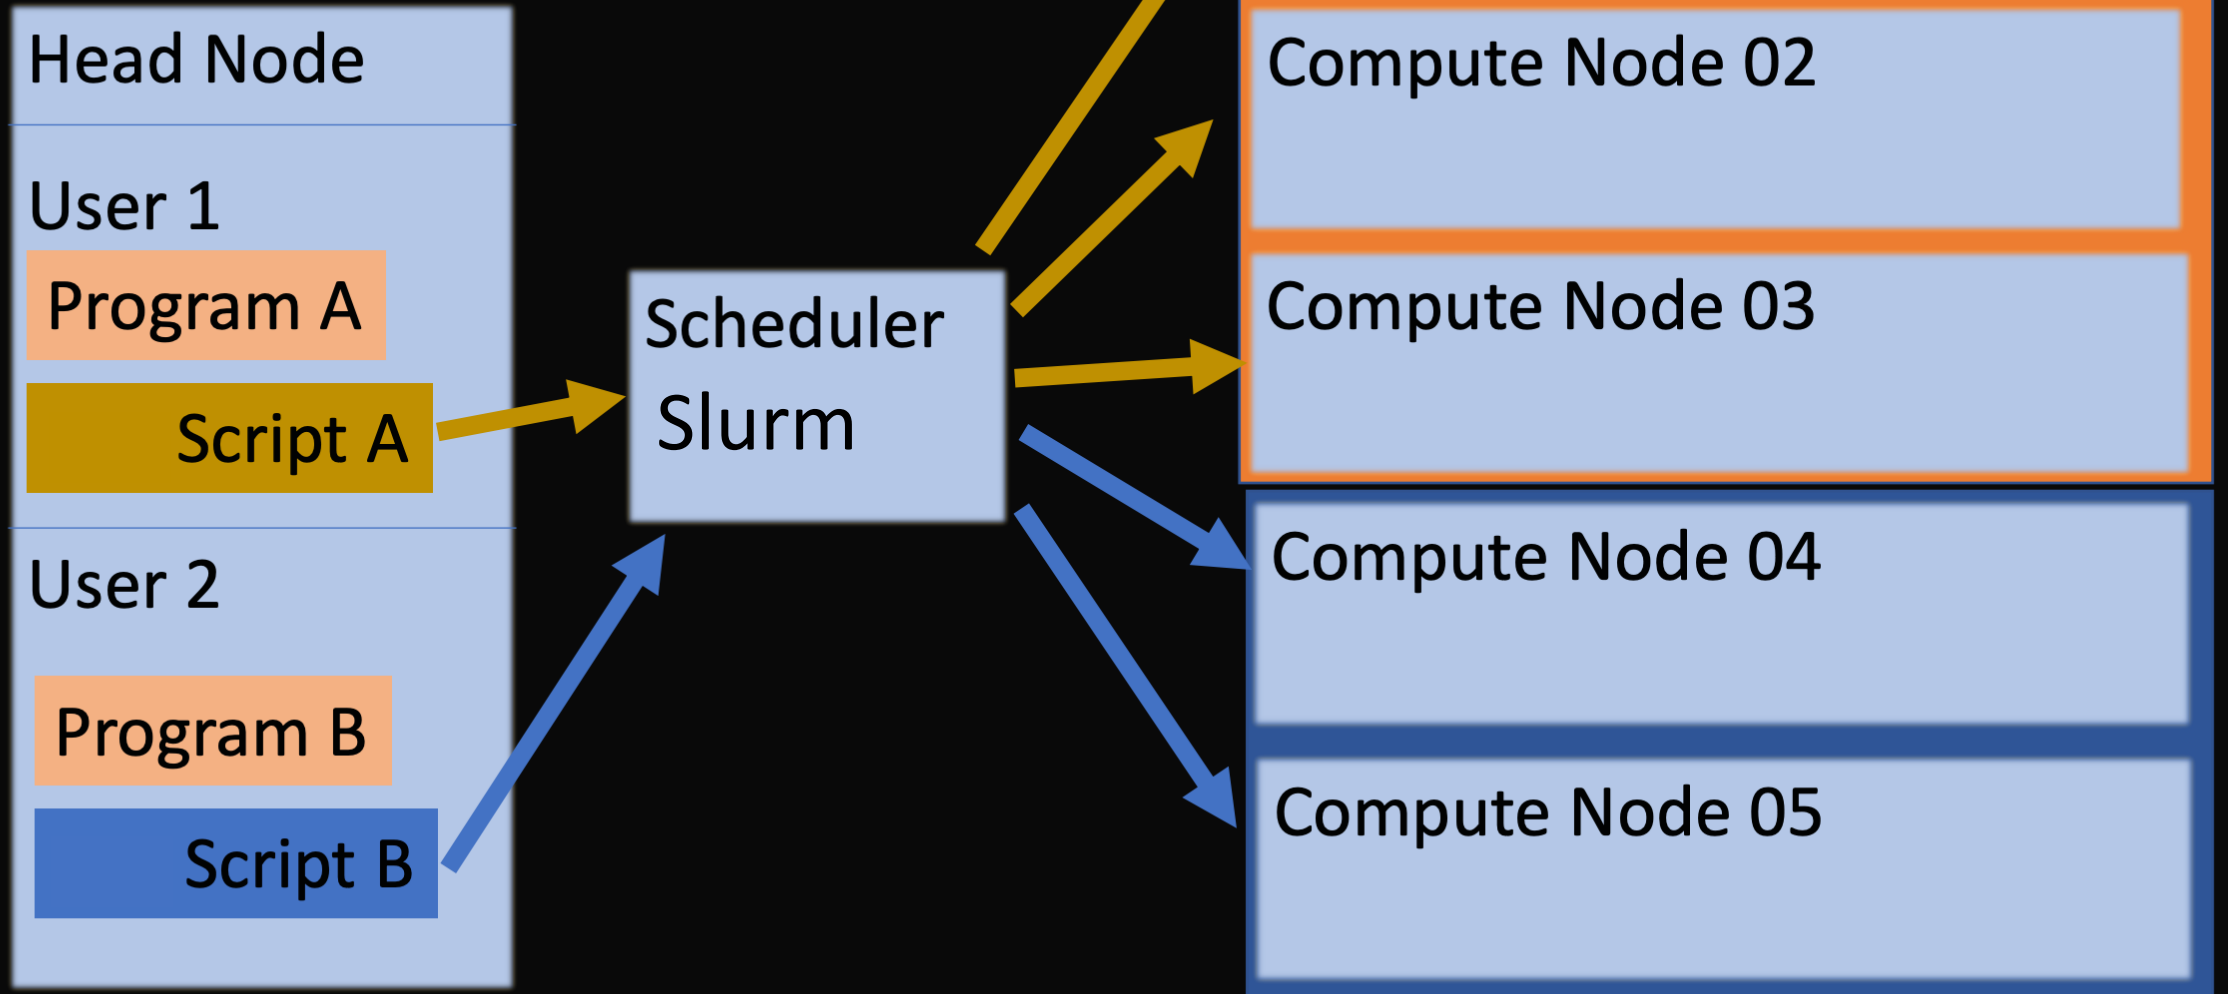 Head Node
User 1
Program A
Script A
User 2
Program B
Script B
Scheduler
Slurm
Compute Node 02
Compute Node 03
Compute Node 04
Compute Node 05